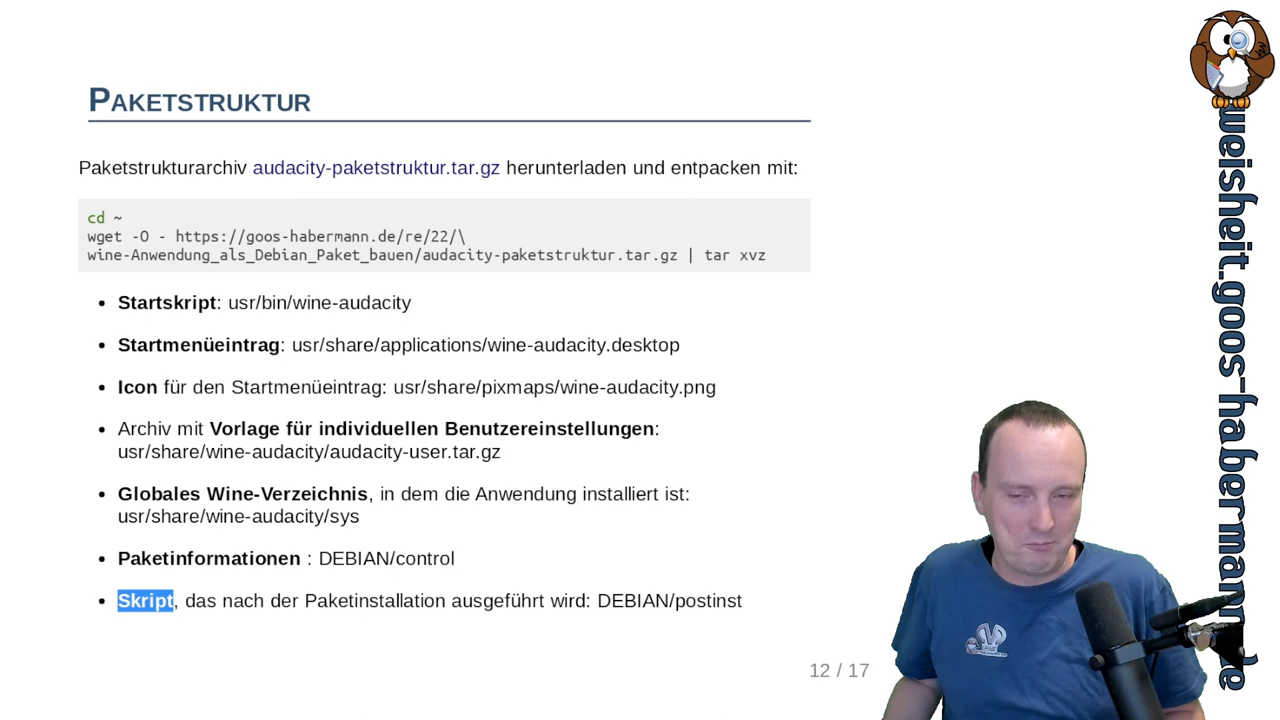 PAKETSTRUKTUR
Paketstrukturarchiv audacity-paketstruktur.tar.gz herunterladen und entpacken mit:
cd ~
wget -O - https://goos-habermann.de/re/22/\
wine-Anwendung_als_Debian_Paket_bauen/audacity-paketstruktur.tar.gz | tar xvz
• Startskript: usr/bin/wine-audacity
• Startmenüeintrag: usr/share/applications/wine-audacity.desktop
• Icon für den Startmenüeintrag: usr/share/pixmaps/wine-audacity.png
• Archiv mit Vorlage für individuellen Benutzereinstellungen:
usr/share/wine-audacity/audacity-user.tar.gz
• Globales Wine-Verzeichnis, in dem die Anwendung installiert ist:
usr/share/wine-audacity/sys
• Paketinformationen : DEBIAN/control
• Skript, das nach der Paketinstallation ausgeführt wird: DEBIAN/postinst
12 / 17
weisheit.goos-habermann.de